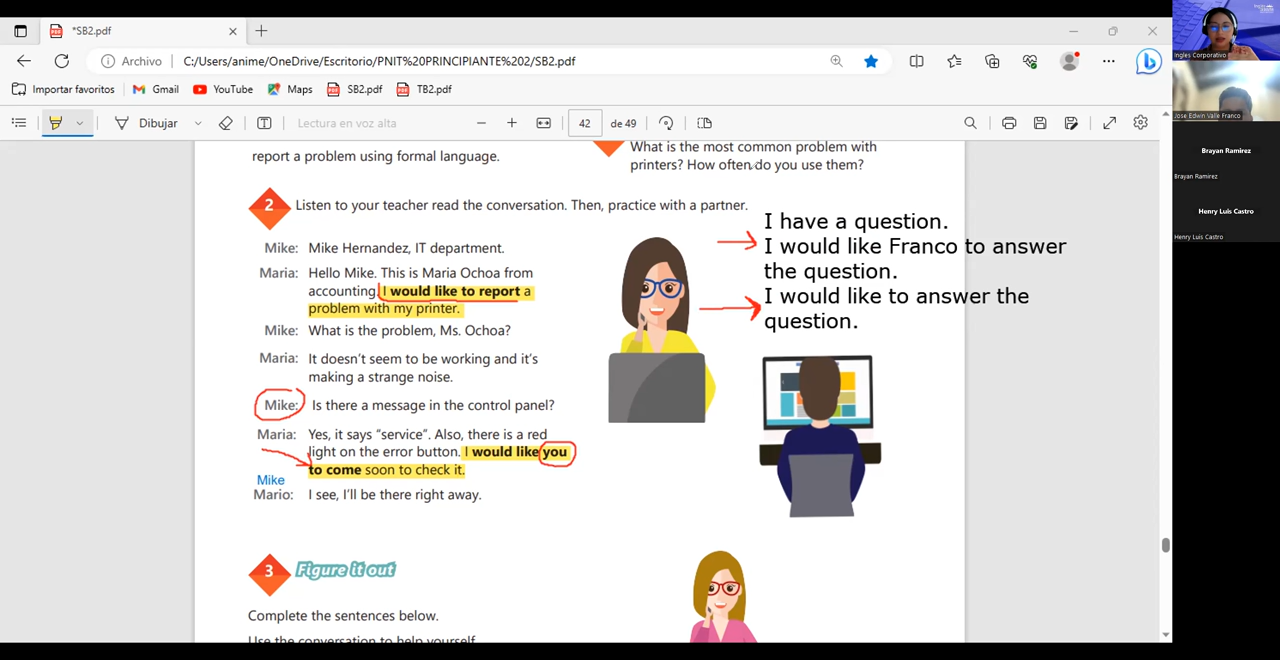 *SB2.pdf
Archivo C:/Users/anime/OneDrive/Escritorio/PNIT%20PRINCIPIANTE%202/SB2.pdf
Importar favoritos Gmail YouTube Maps SB2.pdf TB2.pdf
Dibujar Lectura en voz alta 42 de 49
report a problem using formal language.
What is the most common problem with
printers? How often do you use them?
2 Listen to your teacher read the conversation. Then, practice with a partner.
Mike: Mike Hernandez, IT department.
Maria: Hello Mike. This is Maria Ochoa from
accounting. I would like to report a
problem with my printer.
Mike: What is the problem, Ms. Ochoa?
Maria: It doesn't seem to be working and it's
making a strange noise.
Mike: Is there a message in the control panel?
Maria: Yes, it says "service". Also, there is a red
light on the error button. I would like you
to come soon to check it.
Mike
Mario: I see, I'll be there right away.
I have a question.
I would like Franco to answer
the question.
I would like to answer the
question.
3 Figure it out
Complete the sentences below.
Use the conversation to help yourself
Ingles Corporativo
Jose Edwin Valle Franco
Brayan Ramirez
Brayan Ramirez
Henry Luis Castro
Henry Luis Castro